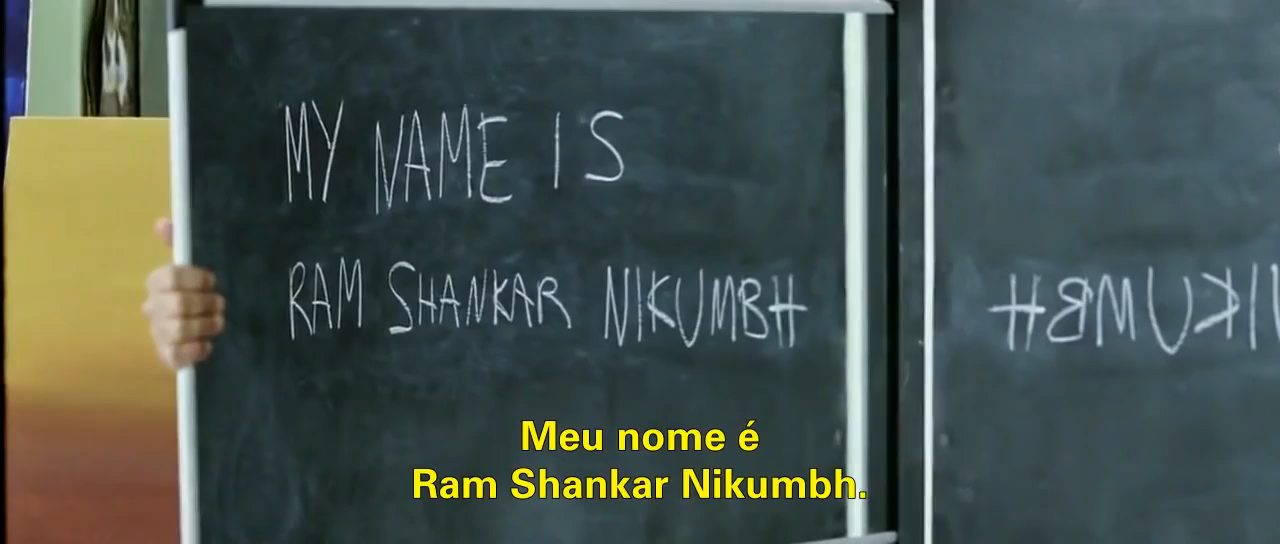 MY NAME IS
RAM SHANKAR NIKUMBH
Meu nome é
Ram Shankar Nikumbh.